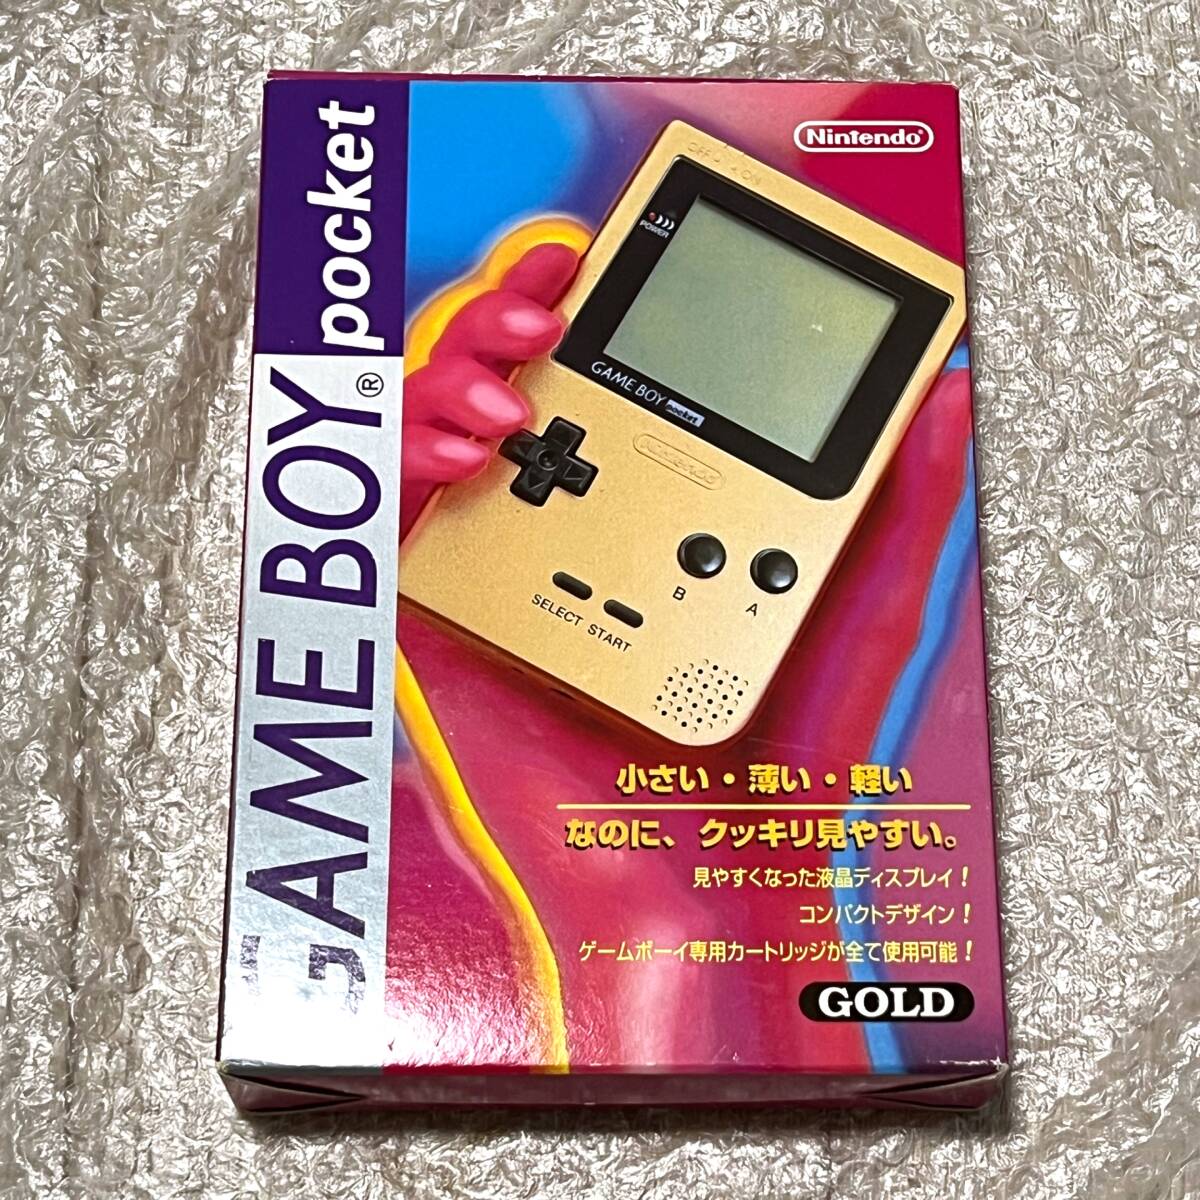 GAME BOY® pocket
Nintendo®
OFF ON
POWER
GAME BOY pocket
Nintendo
B A
SELECT START
小さい・薄い・軽い
なのに、クッキリ見やすい。
見やすくなった液晶ディスプレイ!
コンパクトデザイン!
ゲームボーイ専用カートリッジが全て使用可能!
GOLD